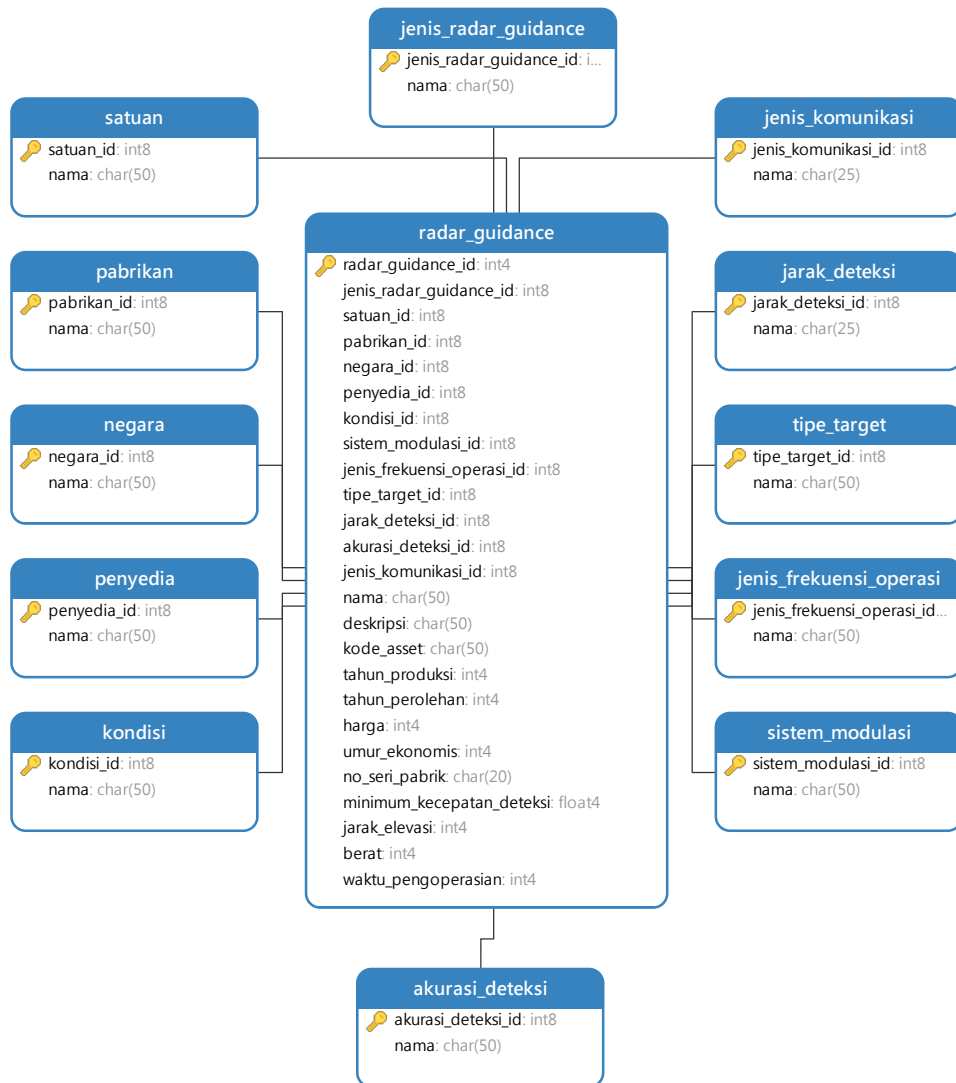 jenis_radar_guidance
jenis_radar_guidance_id: i...
nama: char(50)
satuan
satuan_id: int8
nama: char(50)
jenis_komunikasi
jenis_komunikasi_id: int8
nama: char(25)
pabrikan
pabrikan_id: int8
nama: char(50)
negara
negara_id: int8
nama: char(50)
penyedia
penyedia_id: int8
nama: char(50)
kondisi
kondisi_id: int8
nama: char(50)
radar_guidance
radar_guidance_id: int4
jenis_radar_guidance_id: int8
satuan_id: int8
pabrikan_id: int8
negara_id: int8
penyedia_id: int8
kondisi_id: int8
sistem_modulasi_id: int8
jenis_frekuensi_operasi_id: int8
tipe_target_id: int8
jarak_deteksi_id: int8
akurasi_deteksi_id: int8
jenis_komunikasi_id: int8
nama: char(50)
deskripsi: char(50)
kode_asset: char(50)
tahun_produksi: int4
tahun_perolehan: int4
harga: int4
umur_ekonomis: int4
no_seri_pabrik: char(20)
minimum_kecepatan_deteksi: float4
jarak_elevasi: int4
berat: int4
waktu_pengoperasian: int4
jarak_deteksi
jarak_deteksi_id: int8
nama: char(25)
tipe_target
tipe_target_id: int8
nama: char(50)
jenis_frekuensi_operasi
jenis_frekuensi_operasi_id...
nama: char(50)
sistem_modulasi
sistem_modulasi_id: int8
nama: char(50)
akurasi_deteksi
akurasi_deteksi_id: int8
nama: char(50)